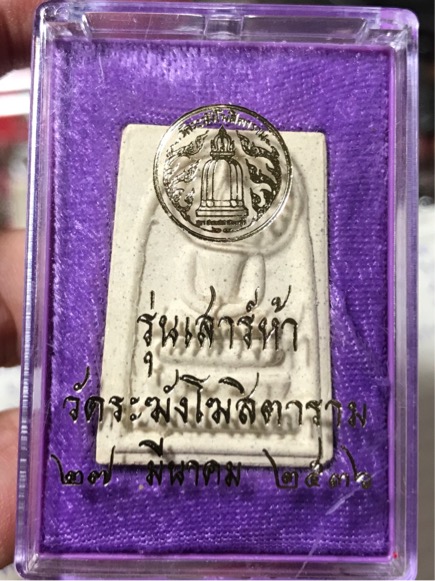 รุ่นเสาร์ห้า
วัดระฆังโฆสิตาราม
๒๗ มีนาคม ๒๕๓๖